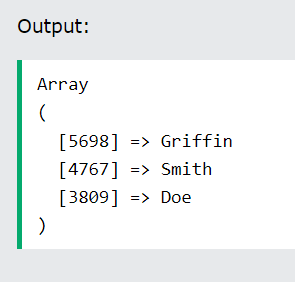 Output:
Array
(
[5698] => Griffin
[4767] => Smith
[3809] => Doe
)